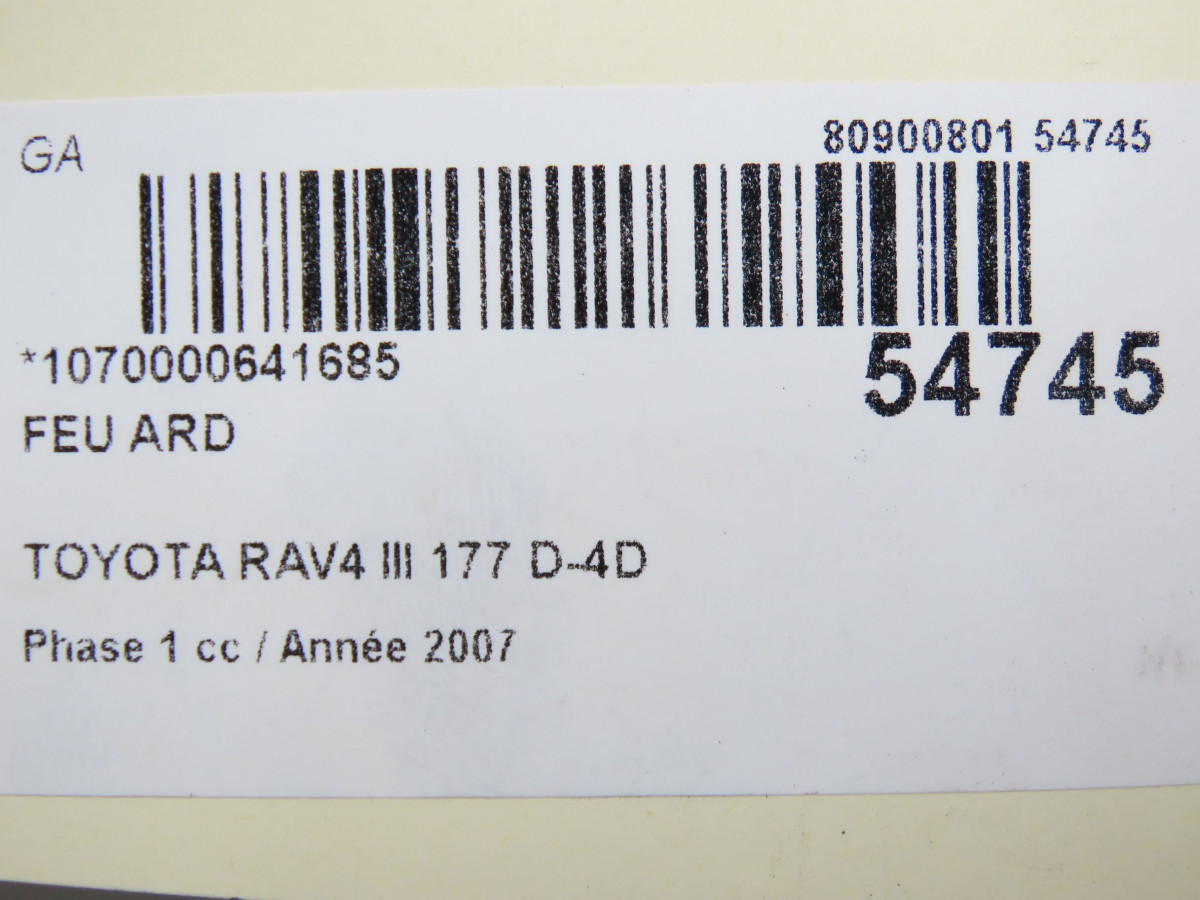 GA
80900801 54745
*1070000641685
54745
FEU ARD
TOYOTA RAV4 III 177 D-4D
Phase 1 cc / Année 2007